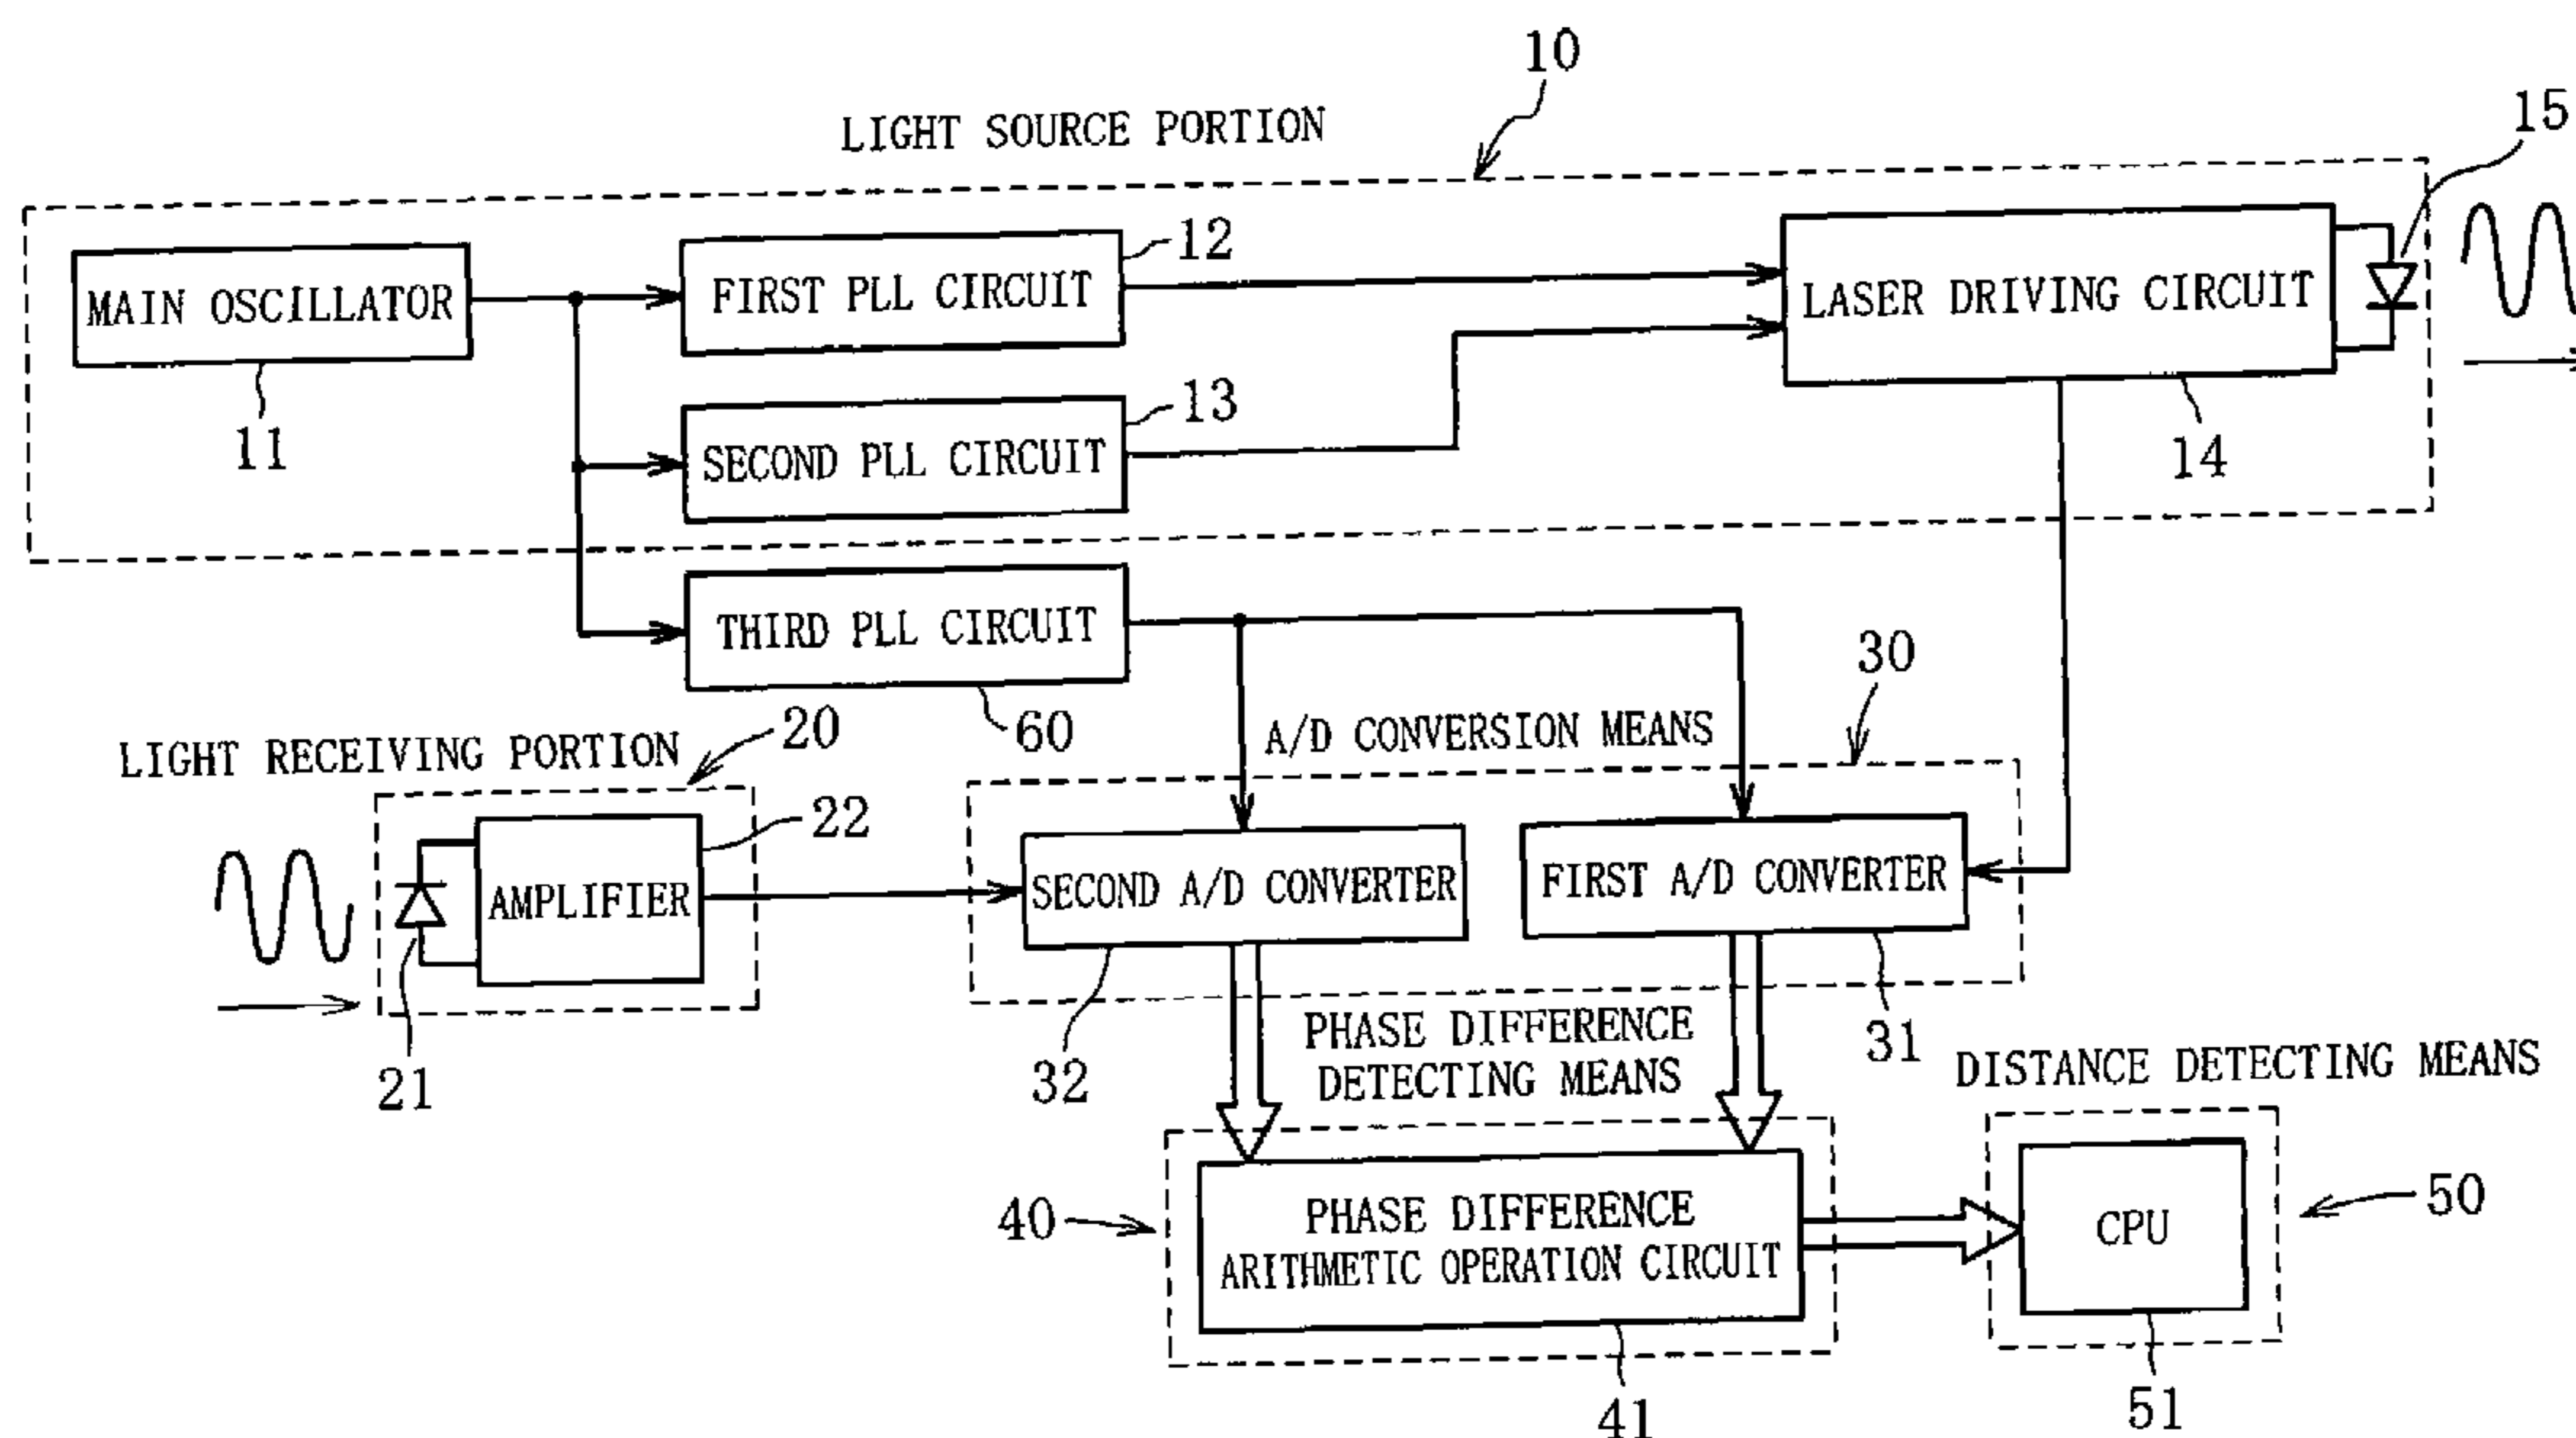 10
LIGHT SOURCE PORTION
15
MAIN OSCILLATOR
11
FIRST PLL CIRCUIT
12
LASER DRIVING CIRCUIT
14
SECOND PLL CIRCUIT
13
THIRD PLL CIRCUIT
60
30
A/D CONVERSION MEANS
LIGHT RECEIVING PORTION
20
22
AMPLIFIER
21
SECOND A/D CONVERTER
32
FIRST A/D CONVERTER
31
PHASE DIFFERENCE
DETECTING MEANS
DISTANCE DETECTING MEANS
40
PHASE DIFFERENCE
ARITHMETIC OPERATION CIRCUIT
41
CPU
50
51